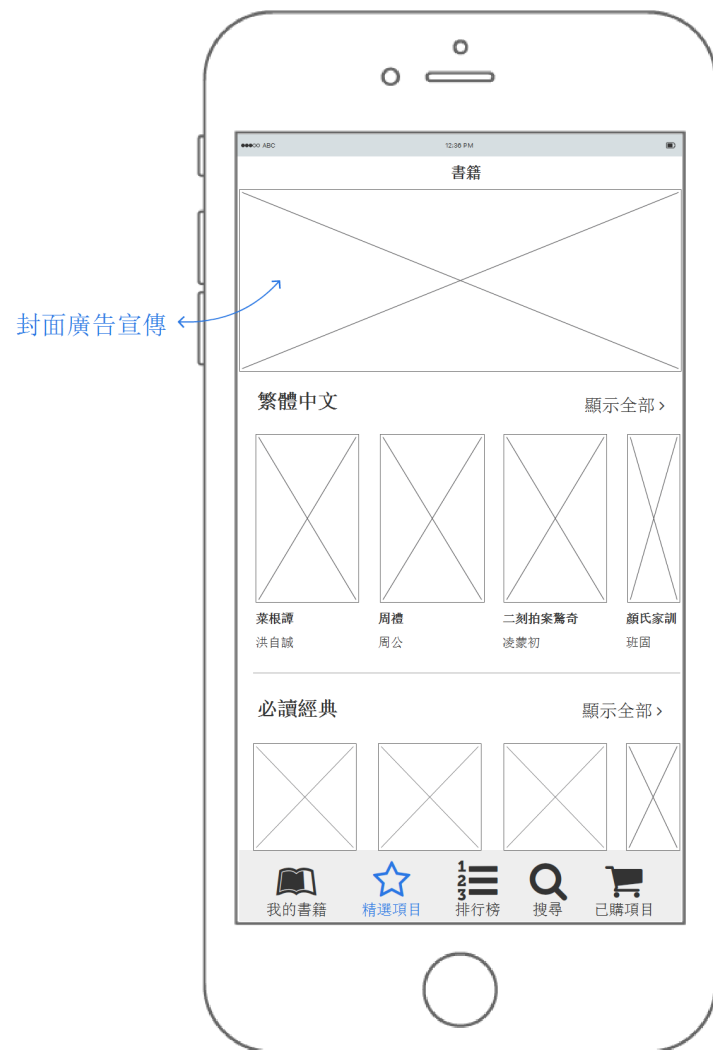 ABC 12:36 PM
書籍
封面廣告宣傳
繁體中文 顯示全部 ›
菜根譚 周禮 二刻拍案驚奇 顏氏家訓
洪自誠 周公 凌蒙初 班固
必讀經典 顯示全部 ›
1
2
3
我的書籍 精選項目 排行榜 搜尋 已購項目